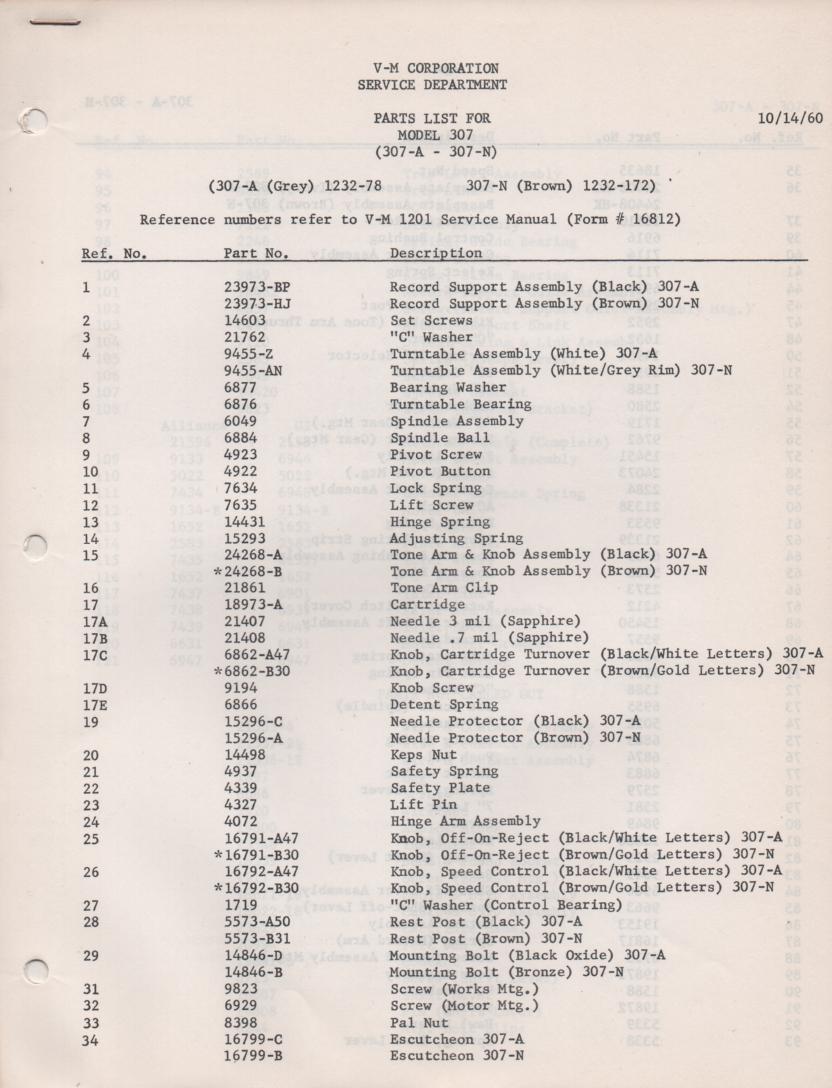 V-M CORPORATION
SERVICE DEPARTMENT
PARTS LIST FOR 10/14/60
MODEL 307
(307-A - 307-N)
(307-A (Grey) 1232-78 307-N (Brown) 1232-172)
Reference numbers refer to V-M 1201 Service Manual (Form # 16812)
Ref. No. Part No. Description
1 23973-BP Record Support Assembly (Black) 307-A
23973-HJ Record Support Assembly (Brown) 307-N
2 14603 Set Screws
3 21762 "C" Washer
4 9455-Z Turntable Assembly (White) 307-A
9455-AN Turntable Assembly (White/Grey Rim) 307-N
5 6877 Bearing Washer
6 6876 Turntable Bearing
7 6049 Spindle Assembly
8 6884 Spindle Ball
9 4923 Pivot Screw
10 4922 Pivot Button
11 7634 Lock Spring
12 7635 Lift Screw
13 14431 Hinge Spring
14 15293 Adjusting Spring
15 24268-A Tone Arm & Knob Assembly (Black) 307-A
*24268-B Tone Arm & Knob Assembly (Brown) 307-N
16 21861 Tone Arm Clip
17 18973-A Cartridge
17A 21407 Needle 3 mil (Sapphire)
17B 21408 Needle .7 mil (Sapphire)
17C 6862-A47 Knob, Cartridge Turnover (Black/White Letters) 307-A
*6862-B30 Knob, Cartridge Turnover (Brown/Gold Letters) 307-N
17D 9194 Knob Screw
17E 6866 Detent Spring
19 15296-C Needle Protector (Black) 307-A
15296-A Needle Protector (Brown) 307-N
20 14498 Keps Nut
21 4937 Safety Spring
22 4339 Safety Plate
23 4327 Lift Pin
24 4072 Hinge Arm Assembly
25 16791-A47 Knob, Off-On-Reject (Black/White Letters) 307-A
*16791-B30 Knob, Off-On-Reject (Brown/Gold Letters) 307-N
26 16792-A47 Knob, Speed Control (Black/White Letters) 307-A
*16792-B30 Knob, Speed Control (Brown/Gold Letters) 307-N
27 1719 "C" Washer (Control Bearing)
28 5573-A50 Rest Post (Black) 307-A
5573-B31 Rest Post (Brown) 307-N
29 14846-D Mounting Bolt (Black Oxide) 307-A
14846-B Mounting Bolt (Bronze) 307-N
31 9823 Screw (Works Mtg.)
32 6929 Screw (Motor Mtg.)
33 8398 Pal Nut
34 16799-C Escutcheon 307-A
16799-B Escutcheon 307-N